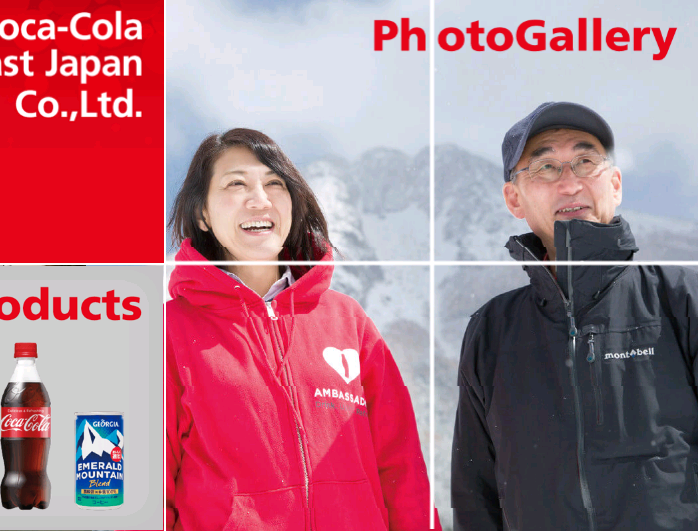 oca-Cola
ast Japan
Co.,Ltd.
PhotoGallery
oducts
Coca-Cola
GEORGIA
EMERALD
MOUNTAIN
Blend
AMBASSAD
mont-bell